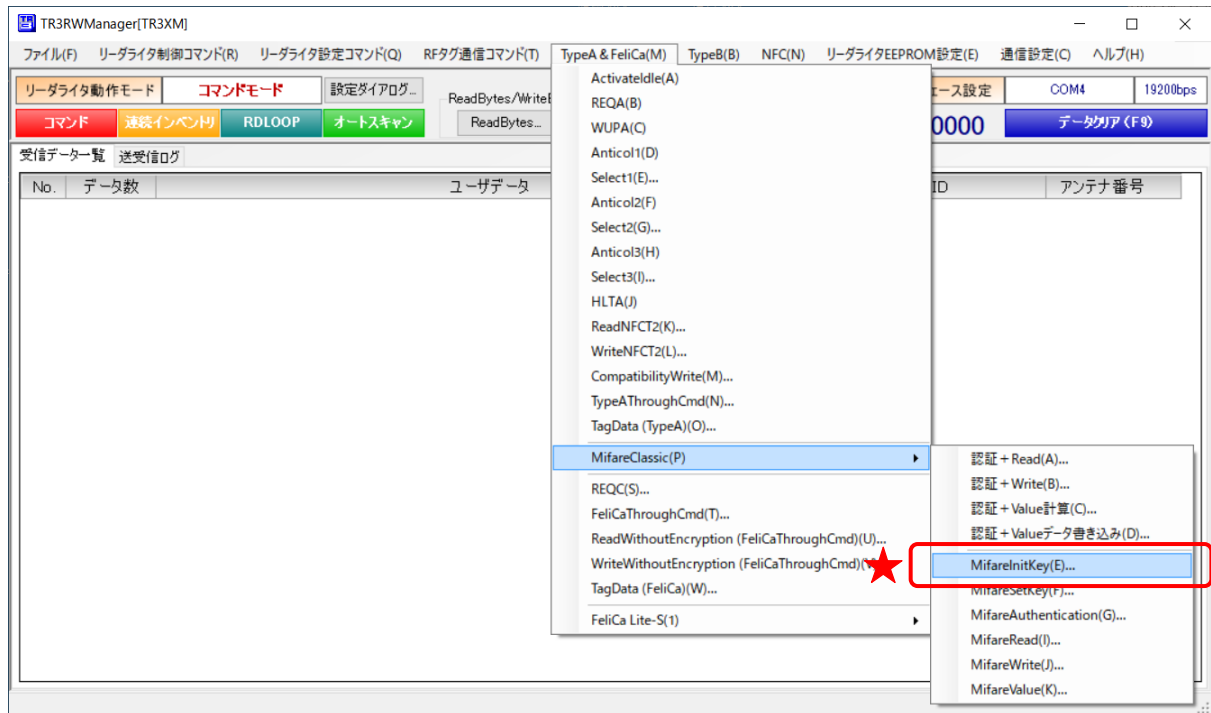 TR3RWManager[TR3XM]
ファイル(F) リーダライタ制御コマンド(R) リーダライタ設定コマンド(Q) RFタグ通信コマンド(T) TypeA & FeliCa(M) TypeB(B) NFC(N) リーダライタEEPROM設定(E) 通信設定(C) ヘルプ(H)
リーダライタ動作モード コマンドモード 設定ダイアログ... ReadBytes/Write ース設定 COM4 19200bps
コマンド 連続インベントリ RDLOOP オートスキャン ReadBytes... 0000 データクリア(F9)
受信データ一覧 送受信ログ
No. データ数 ユーザデータ ID アンテナ番号
ActivateIdle(A)
REQA(B)
WUPA(C)
Anticol1(D)
Select1(E)...
Anticol2(F)
Select2(G)...
Anticol3(H)
Select3(I)...
HLTA(J)
ReadNFCT2(K)...
WriteNFCT2(L)...
CompatibilityWrite(M)...
TypeAThroughCmd(N)...
TagData (TypeA)(O)...
MifareClassic(P)
REQC(S)...
FeliCaThroughCmd(T)...
ReadWithoutEncryption (FeliCaThroughCmd)(U)...
WriteWithoutEncryption (FeliCaThroughCmd)
TagData (FeliCa)(W)...
FeliCa Lite-S(1)
認証+Read(A)...
認証+Write(B)...
認証+Value計算(C)...
認証+Valueデータ書き込み(D)...
MifareInitKey(E)...
MifareSetKey(F)...
MifareAuthentication(G)...
MifareRead(I)...
MifareWrite(J)...
MifareValue(K)...